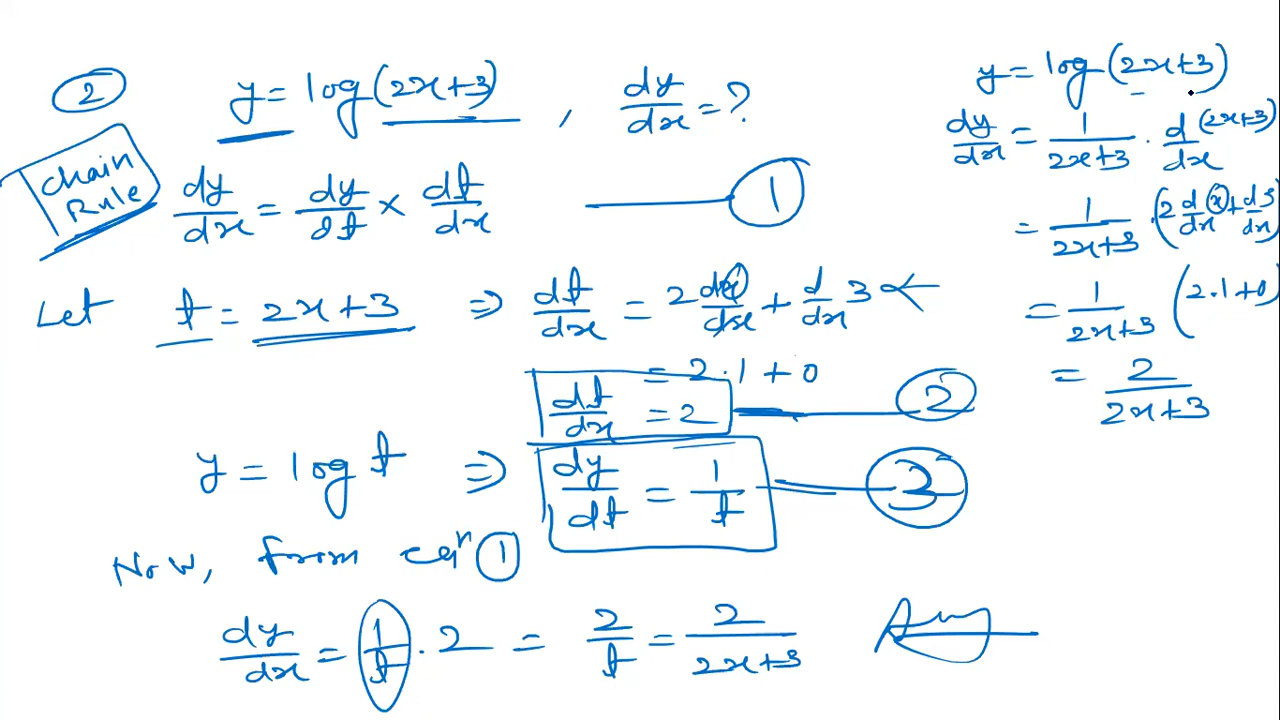 ② y = log(2x+3) , dy/dx = ?
Chain Rule
dy/dx = dy/dt × dt/dx ——— ①
Let t = 2x+3 ⇒ dt/dx = 2 dx/dx + d/dx 3
= 2.1 + 0
dt/dx = 2 ——— ②
y = log t ⇒ dy/dt = 1/t ——— ③
Now, from eqⁿ ①
dy/dx = 1/t . 2 = 2/t = 2/2x+3 Ans
y = log(2x+3)
dy/dx = 1/2x+3 . d/dx (2x+3)
= 1/2x+3 . (2 d/dx (x) + d3/dx)
= 1/2x+3 (2.1+0)
= 2/2x+3